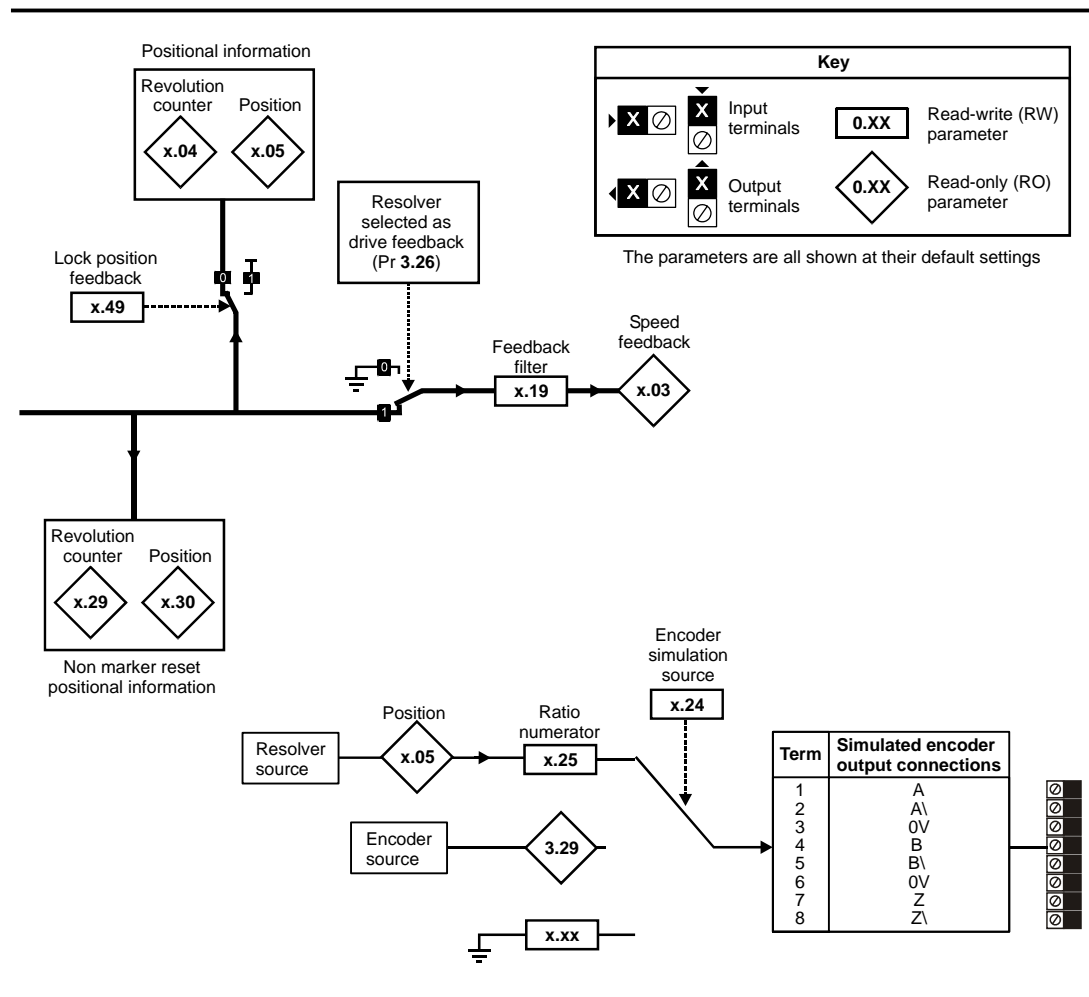 Positional information
Revolution
counter
Position
x.04
x.05
Key
X
X
Input
terminals
0.XX
Read-write (RW)
parameter
X
X
Output
terminals
0.XX
Read-only (RO)
parameter
The parameters are all shown at their default settings
Resolver
selected as
drive feedback
(Pr 3.26)
Lock position
feedback
x.49
0
1
0
1
Feedback
filter
x.19
Speed
feedback
x.03
Revolution
counter
Position
x.29
x.30
Non marker reset
positional information
Encoder
simulation
source
x.24
Resolver
source
Position
x.05
Ratio
numerator
x.25
Encoder
source
3.29
x.xx
Term
Simulated encoder
output connections
1 A
2 A\
3 0V
4 B
5 B\
6 0V
7 Z
8 Z\